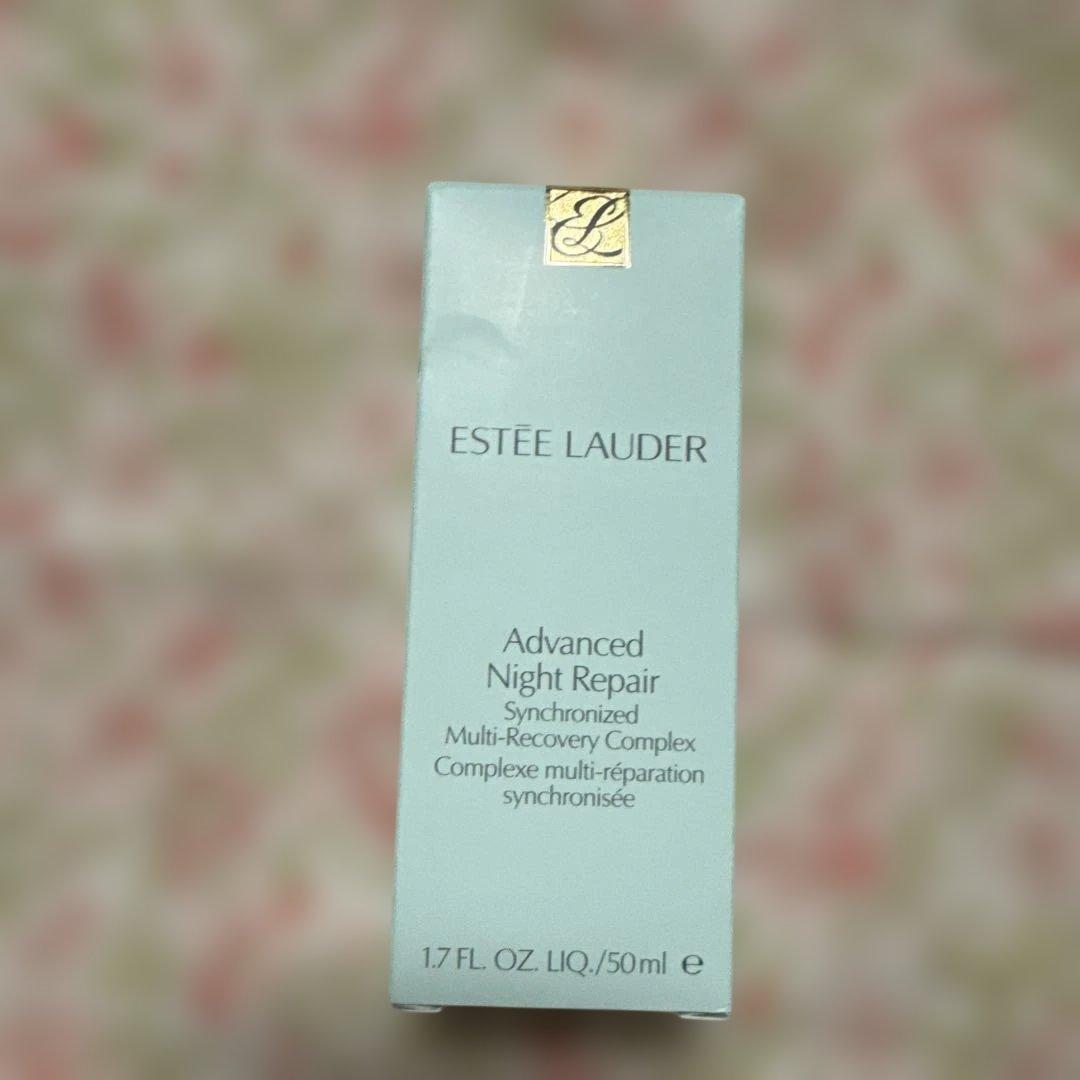 EL
ESTĒE LAUDER
Advanced
Night Repair
Synchronized
Multi-Recovery Complex
Complexe multi-réparation
synchronisée
1.7 FL. OZ. LIQ./50ml ℮